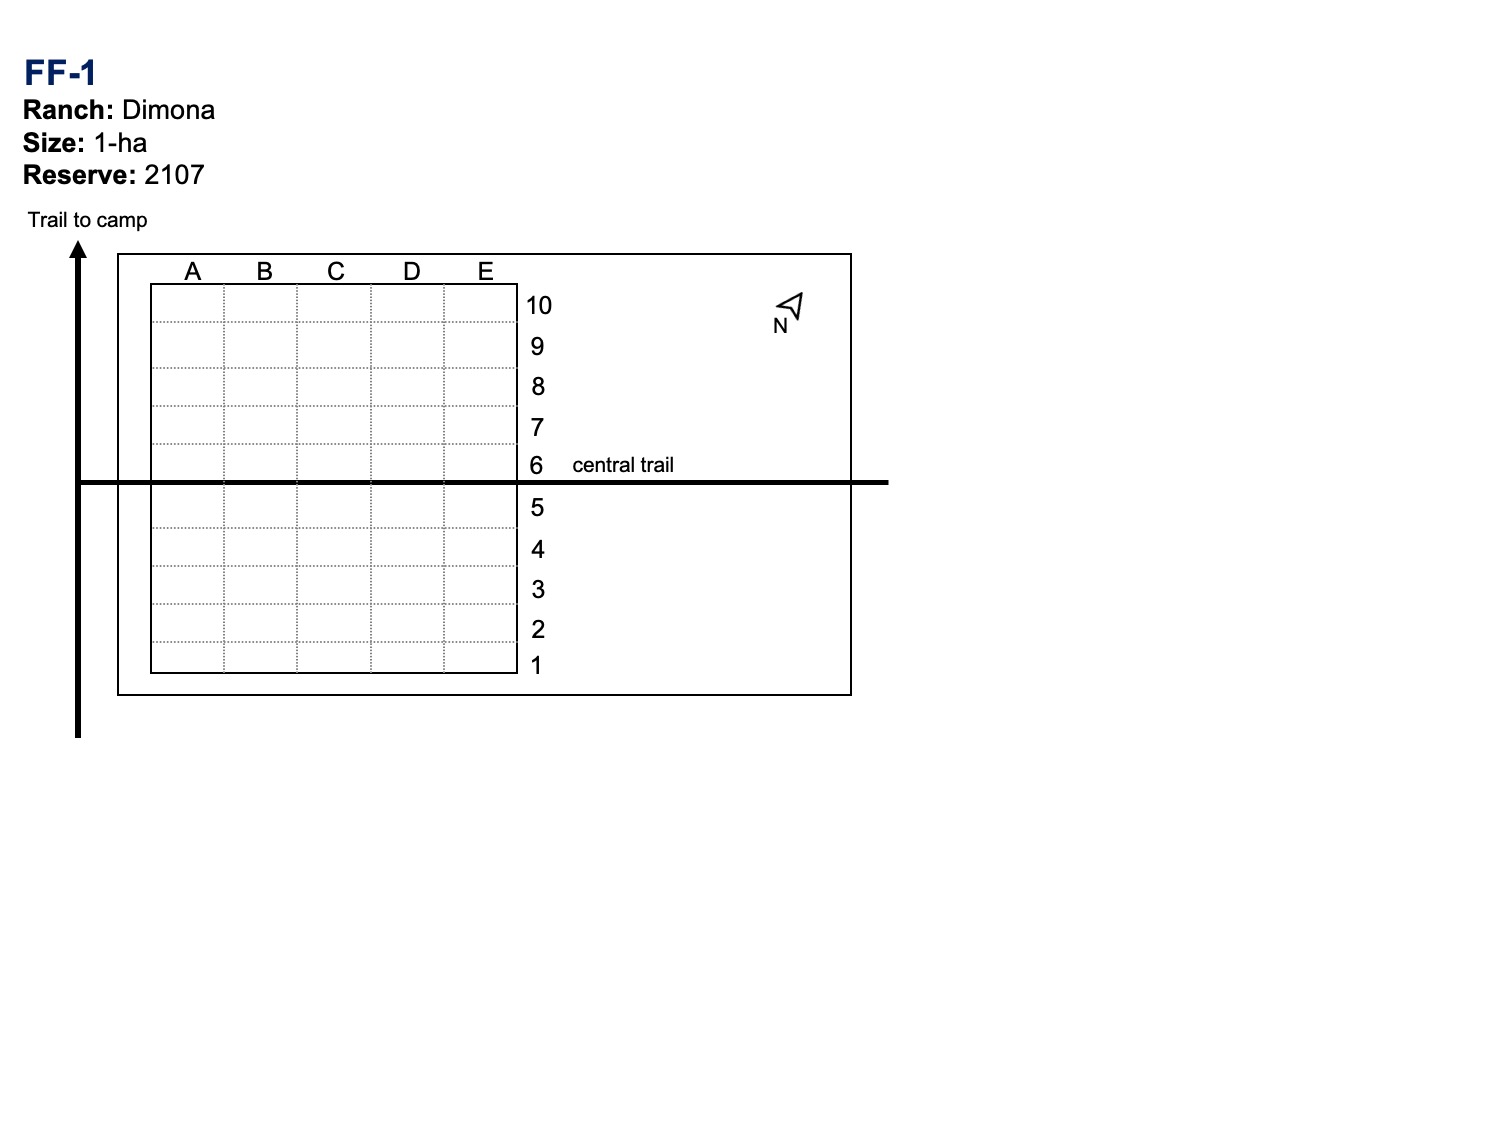 FF-1
Ranch: Dimona
Size: 1-ha
Reserve: 2107
Trail to camp
A B C D E
10
N
9
8
7
6 central trail
5
4
3
2
1